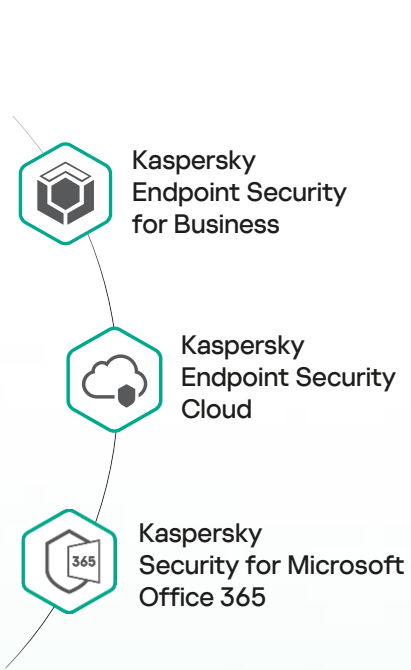 Kaspersky
Endpoint Security
for Business
Kaspersky
Endpoint Security
Cloud
365
Kaspersky
Security for Microsoft
Office 365